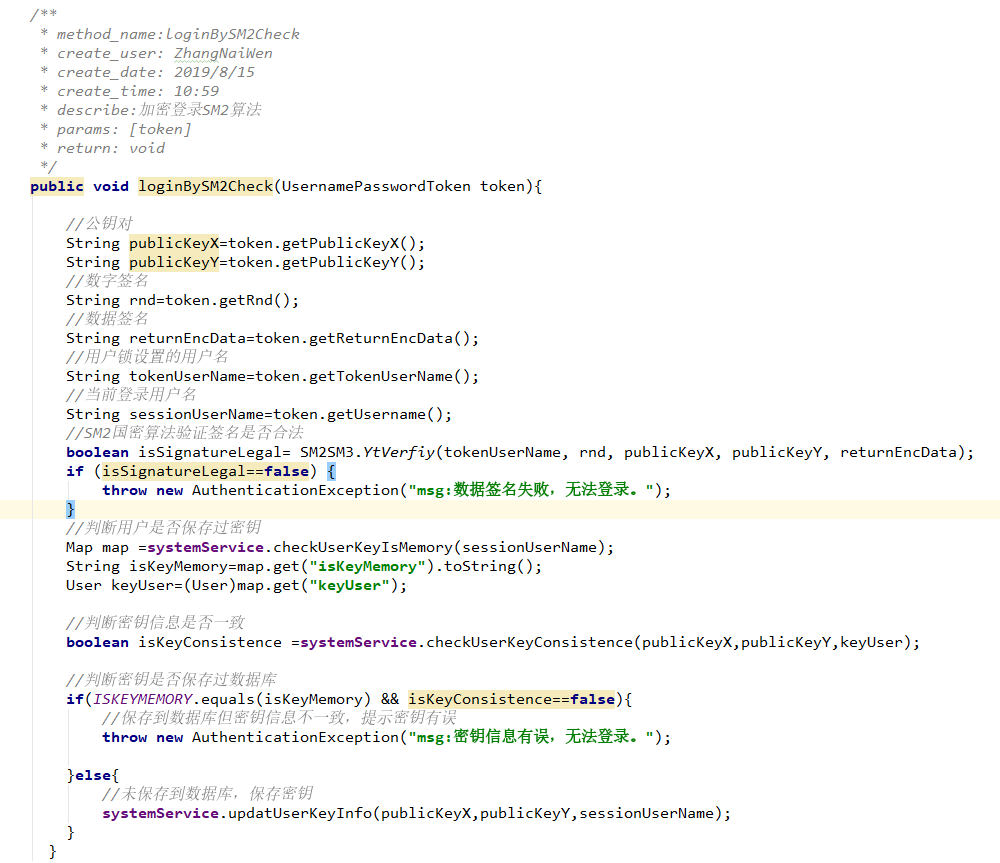 /**
* method_name:loginBySM2Check
* create_user: ZhangNaiWen
* create_date: 2019/8/15
* create_time: 10:59
* describe:加密登录SM2算法
* params: [token]
* return: void
*/
public void loginBySM2Check(UsernamePasswordToken token){
//公钥对
String publicKeyX=token.getPublicKeyX();
String publicKeyY=token.getPublicKeyY();
//数字签名
String rnd=token.getRnd();
//数据签名
String returnEncData=token.getReturnEncData();
//用户锁设置的用户名
String tokenUserName=token.getTokenUserName();
//当前登录用户名
String sessionUserName=token.getUsername();
//SM2国密算法验证签名是否合法
boolean isSignatureLegal= SM2SM3.YtVerfiy(tokenUserName, rnd, publicKeyX, publicKeyY, returnEncData);
if (isSignatureLegal==false) {
throw new AuthenticationException("msg:数据签名失败，无法登录。");
}
//判断用户是否保存过密钥
Map map =systemService.checkUserKeyIsMemory(sessionUserName);
String isKeyMemory=map.get("isKeyMemory").toString();
User keyUser=(User)map.get("keyUser");
//判断密钥信息是否一致
boolean isKeyConsistence =systemService.checkUserKeyConsistence(publicKeyX,publicKeyY,keyUser);
//判断密钥是否保存过数据库
if(ISKEYMEMORY.equals(isKeyMemory) && isKeyConsistence==false){
//保存到数据库但密钥信息不一致，提示密钥有误
throw new AuthenticationException("msg:密钥信息有误，无法登录。");
}else{
//未保存到数据库，保存密钥
systemService.updatUserKeyInfo(publicKeyX,publicKeyY,sessionUserName);
}
}